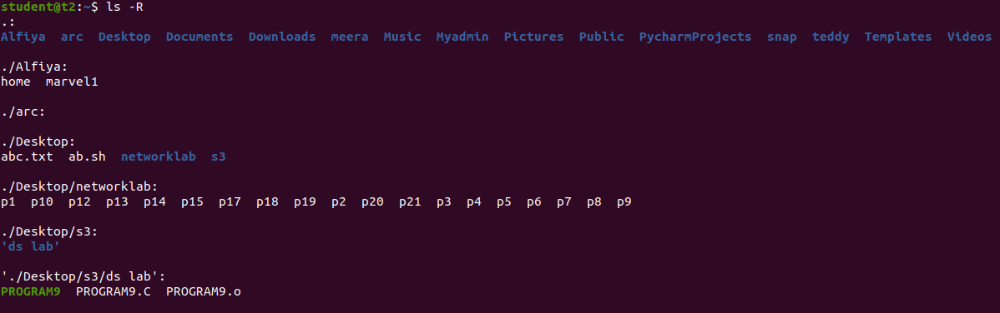 student@t2:~$ ls -R
.:
Alfiya  arc  Desktop  Documents  Downloads  meera  Music  Myadmin  Pictures  Public  PycharmProjects  snap  teddy  Templates  Videos
./Alfiya:
home  marvel1
./arc:
./Desktop:
abc.txt  ab.sh  networklab  s3
./Desktop/networklab:
p1  p10  p12  p13  p14  p15  p17  p18  p19  p2  p20  p21  p3  p4  p5  p6  p7  p8  p9
./Desktop/s3:
'ds lab'
'./Desktop/s3/ds lab':
PROGRAM9  PROGRAM9.C  PROGRAM9.o